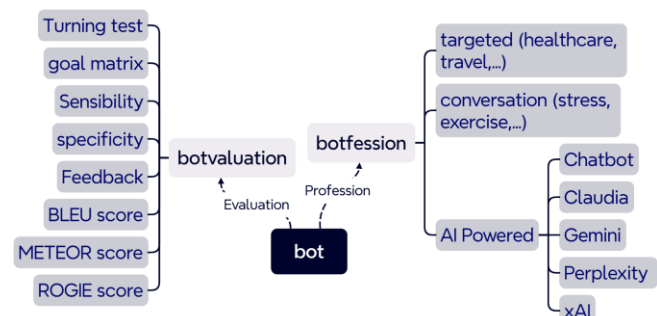 Turning test
goal matrix
Sensibility
specificity
Feedback
BLEU score
METEOR score
ROGIE score
botvaluation
Evaluation
bot
Profession
botfession
targeted (healthcare,
travel,...)
conversation (stress,
exercise,...)
AI Powered
Chatbot
Claudia
Gemini
Perplexity
xAI